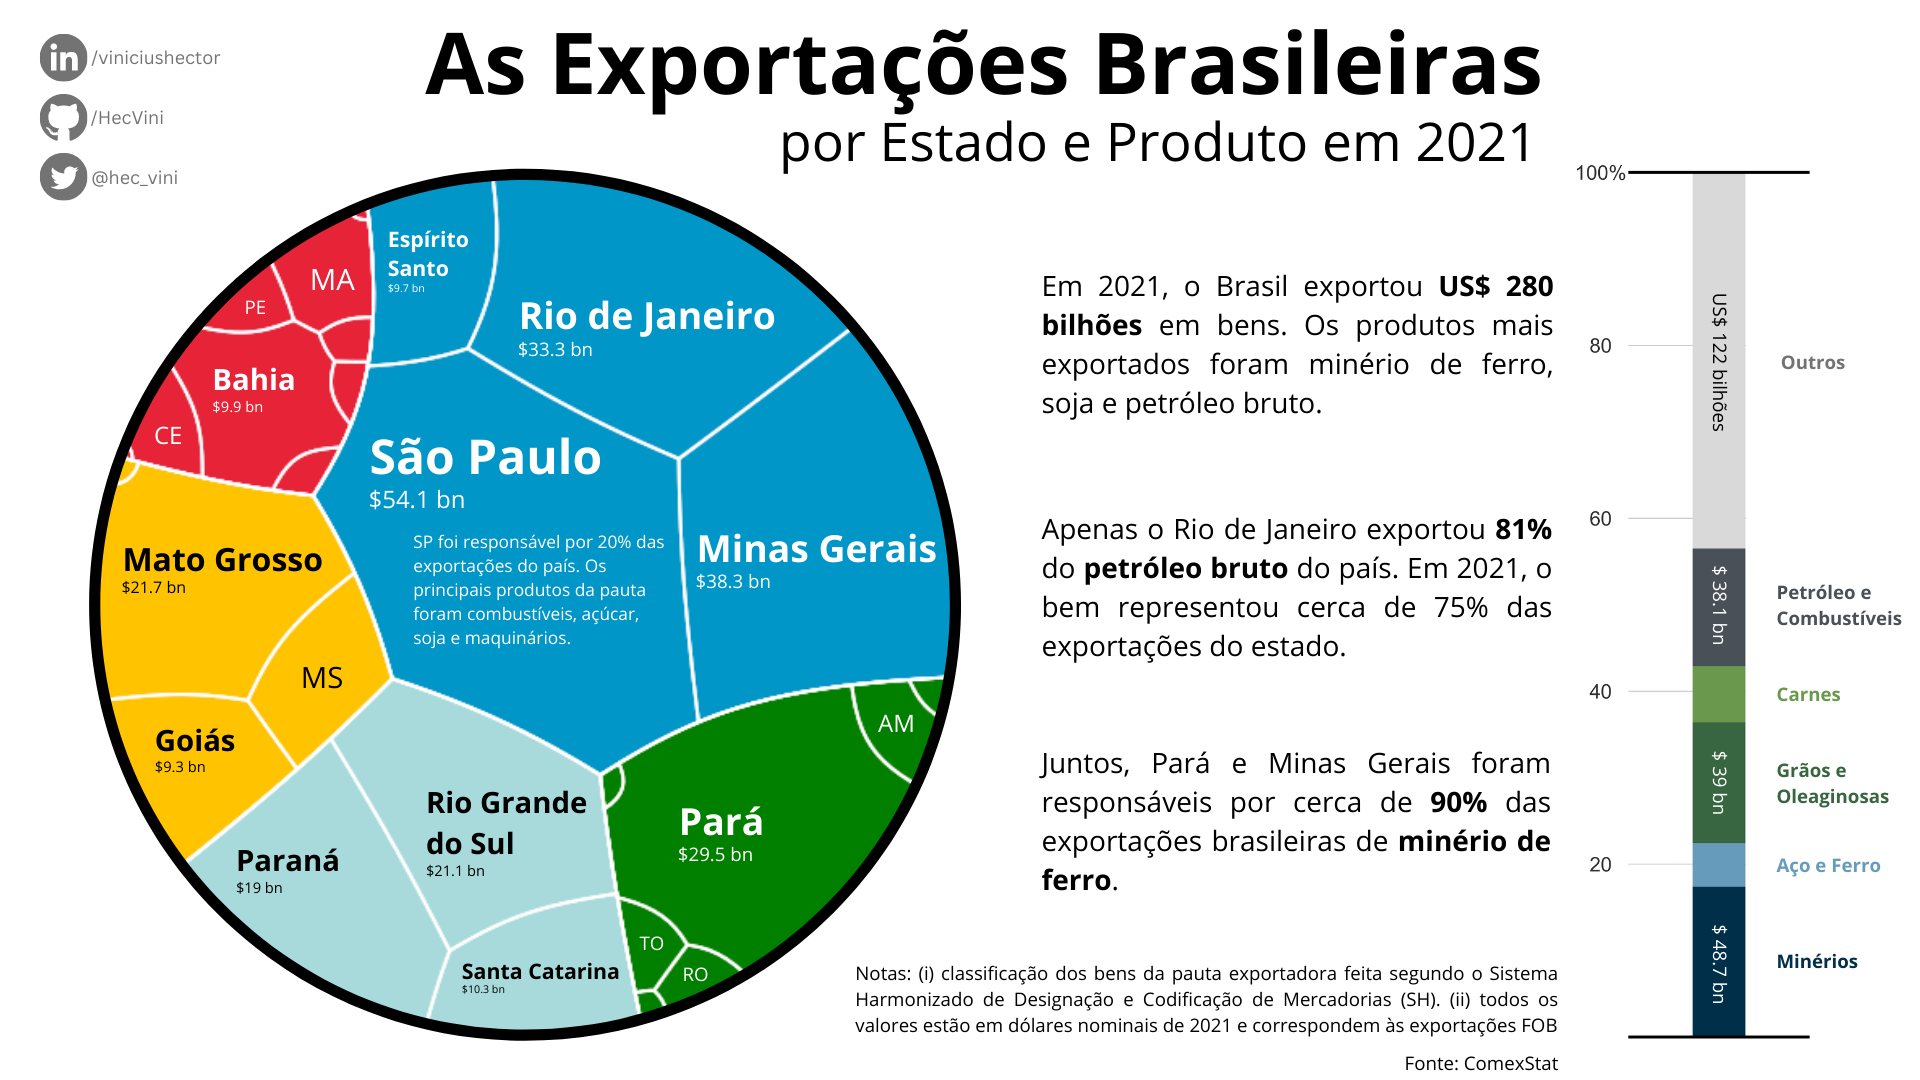 /viniciushector
/HecVini
@hec_vini
As Exportações Brasileiras
por Estado e Produto em 2021
Espírito
Santo
$9.7 bn
MA
PE
Rio de Janeiro
$33.3 bn
Bahia
$9.9 bn
CE
São Paulo
$54.1 bn
SP foi responsável por 20% das
exportações do país. Os
principais produtos da pauta
foram combustíveis, açúcar,
soja e maquinários.
Minas Gerais
$38.3 bn
Mato Grosso
$21.7 bn
MS
Goiás
$9.3 bn
AM
Rio Grande
do Sul
$21.1 bn
Pará
$29.5 bn
Paraná
$19 bn
TO
RO
Santa Catarina
$10.3 bn
Em 2021, o Brasil exportou US$ 280
bilhões em bens. Os produtos mais
exportados foram minério de ferro,
soja e petróleo bruto.
Apenas o Rio de Janeiro exportou 81%
do petróleo bruto do país. Em 2021, o
bem representou cerca de 75% das
exportações do estado.
Juntos, Pará e Minas Gerais foram
responsáveis por cerca de 90% das
exportações brasileiras de minério de
ferro.
Notas: (i) classificação dos bens da pauta exportadora feita segundo o Sistema
Harmonizado de Designação e Codificação de Mercadorias (SH). (ii) todos os
valores estão em dólares nominais de 2021 e correspondem às exportações FOB
Fonte: ComexStat
100%
80
60
40
20
US$ 122 bilhões
$ 38.1 bn
$ 39 bn
$ 48.7 bn
Outros
Petróleo e
Combustíveis
Carnes
Grãos e
Oleaginosas
Aço e Ferro
Minérios